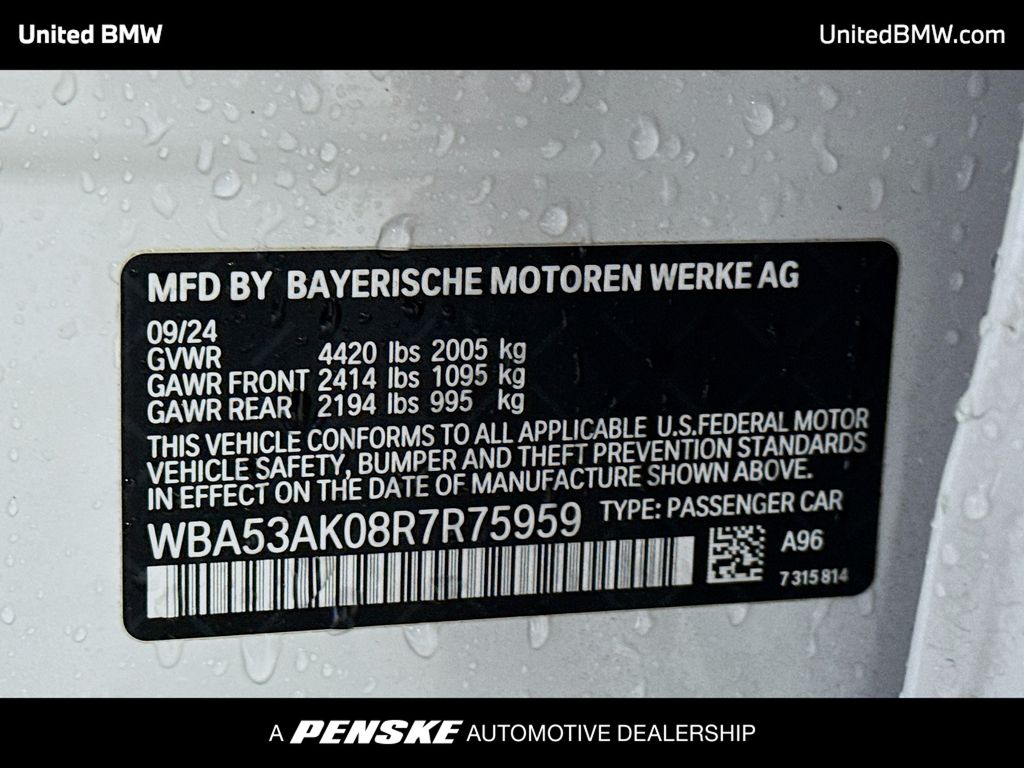 United BMW
UnitedBMW.com
MFD BY BAYERISCHE MOTOREN WERKE AG
09/24
GVWR 4420 lbs 2005 kg
GAWR FRONT 2414 lbs 1095 kg
GAWR REAR 2194 lbs 995 kg
THIS VEHICLE CONFORMS TO ALL APPLICABLE U.S.FEDERAL MOTOR
VEHICLE SAFETY, BUMPER AND THEFT PREVENTION STANDARDS
IN EFFECT ON THE DATE OF MANUFACTURE SHOWN ABOVE.
WBA53AK08R7R75959 TYPE: PASSENGER CAR
A96
7315814
A PENSKE AUTOMOTIVE DEALERSHIP